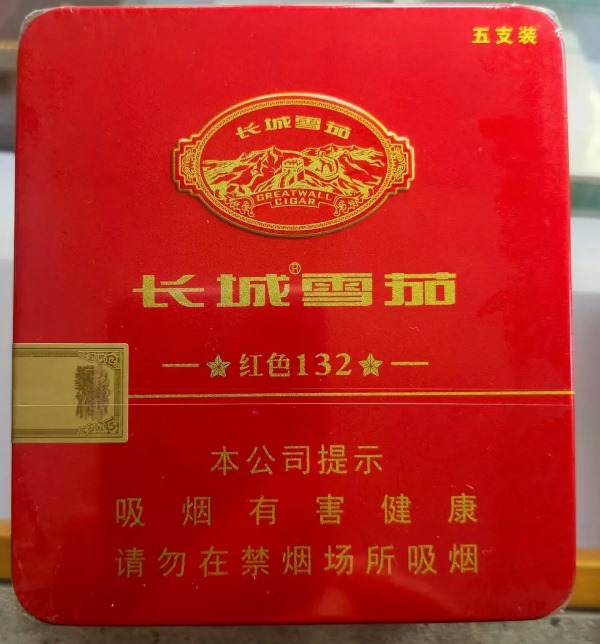 五支装
长城雪茄
GREATWALL
CIGAR
长城®雪茄
红色132
本公司提示
吸烟有害健康
请勿在禁烟场所吸烟